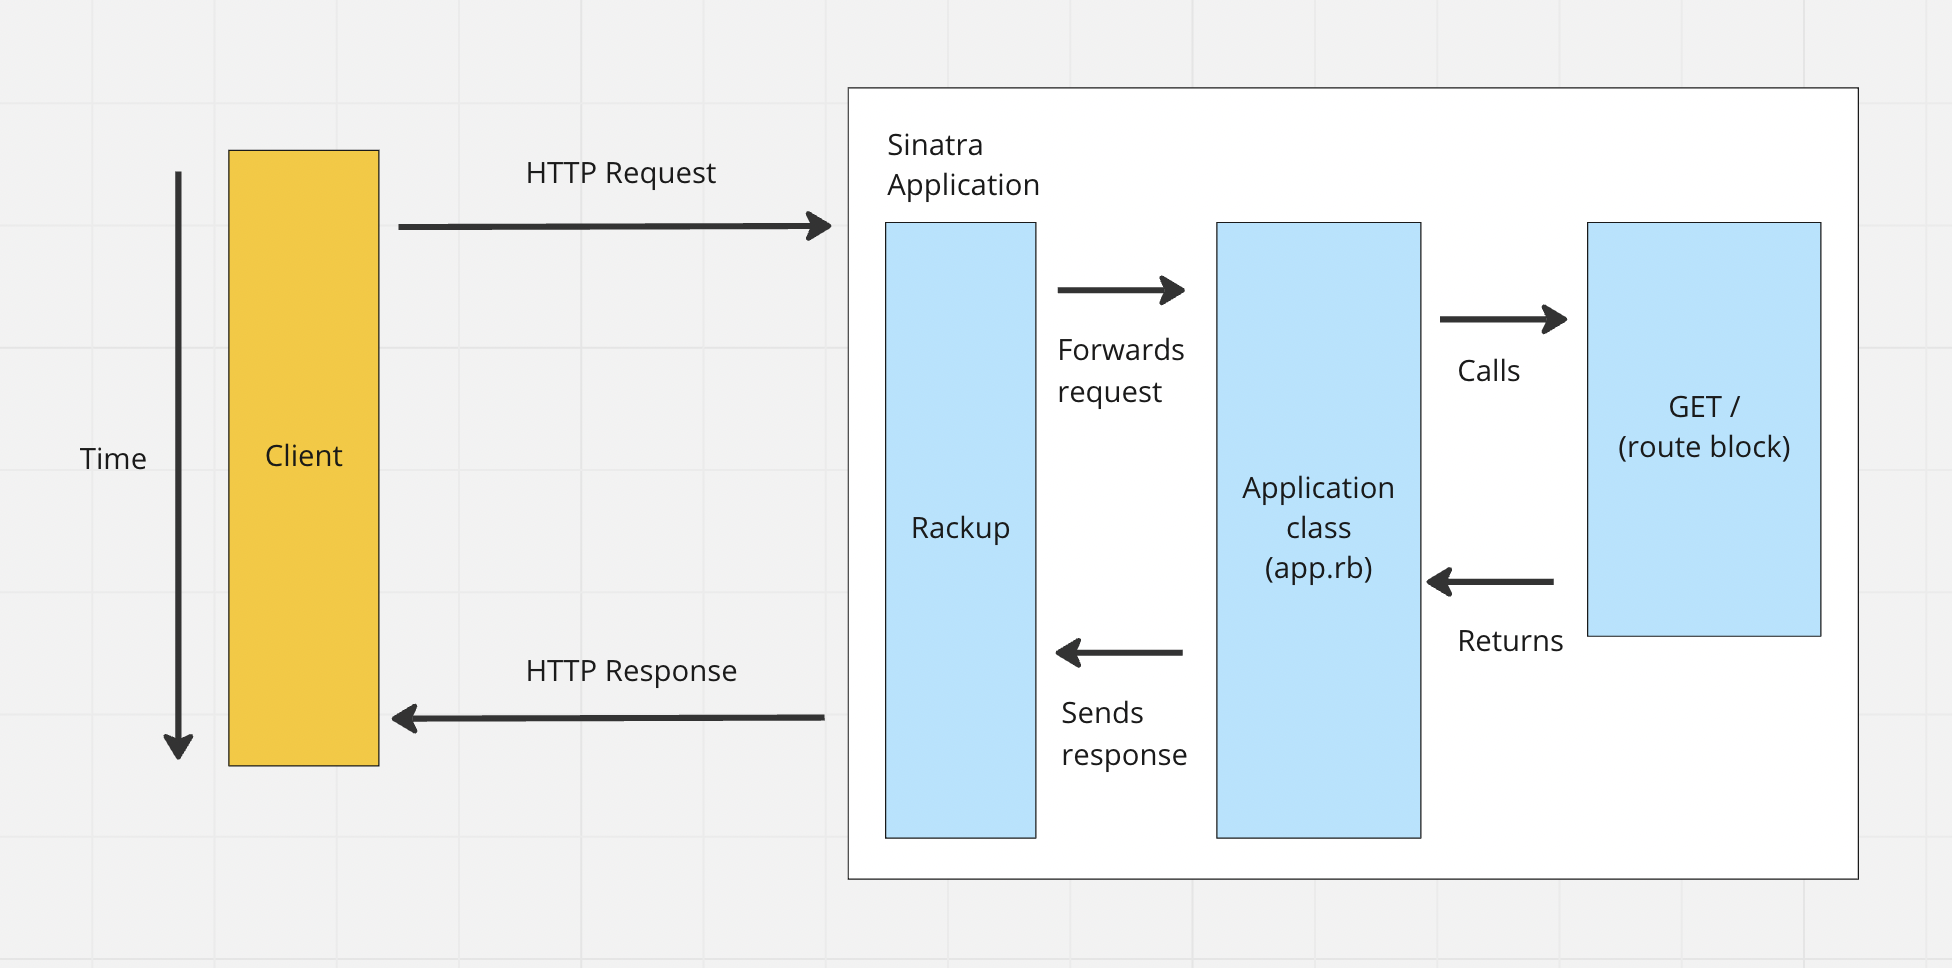 Time
Client
HTTP Request
HTTP Response
Sinatra
Application
Rackup
Forwards
request
Sends
response
Application
class
(app.rb)
Calls
Returns
GET /
(route block)